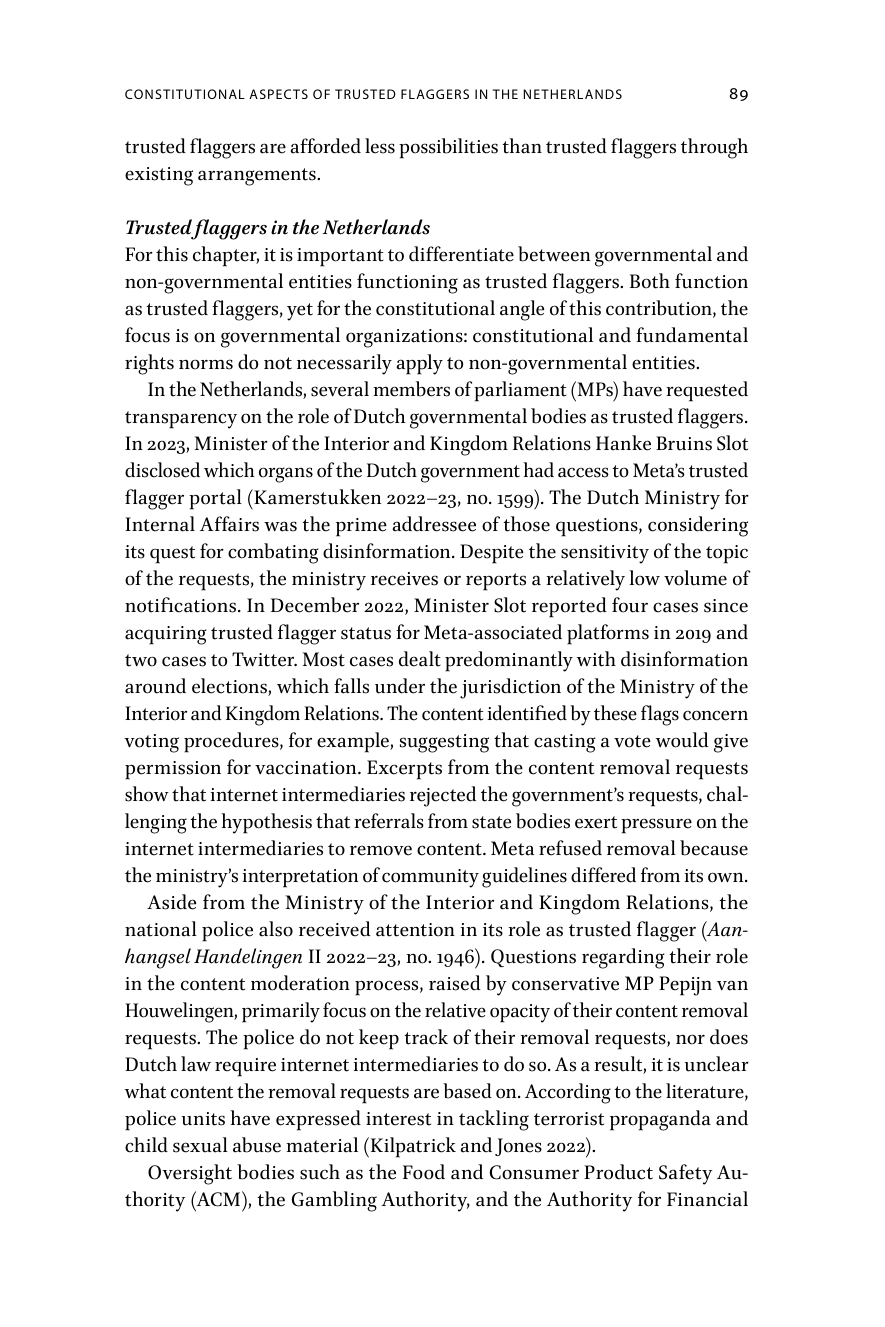 CONSTITUTIONAL ASPECTS OF TRUSTED FLAGGERS IN THE NETHERLANDS 89
trusted flaggers are afforded less possibilities than trusted flaggers through
existing arrangements.
Trusted flaggers in the Netherlands
For this chapter, it is important to differentiate between governmental and
non-governmental entities functioning as trusted flaggers. Both function
as trusted flaggers, yet for the constitutional angle of this contribution, the
focus is on governmental organizations: constitutional and fundamental
rights norms do not necessarily apply to non-governmental entities.
In the Netherlands, several members of parliament (MPs) have requested
transparency on the role of Dutch governmental bodies as trusted flaggers.
In 2023, Minister of the Interior and Kingdom Relations Hanke Bruins Slot
disclosed which organs of the Dutch government had access to Meta’s trusted
flagger portal (Kamerstukken 2022–23, no. 1599). The Dutch Ministry for
Internal Affairs was the prime addressee of those questions, considering
its quest for combating disinformation. Despite the sensitivity of the topic
of the requests, the ministry receives or reports a relatively low volume of
notifications. In December 2022, Minister Slot reported four cases since
acquiring trusted flagger status for Meta-associated platforms in 2019 and
two cases to Twitter. Most cases dealt predominantly with disinformation
around elections, which falls under the jurisdiction of the Ministry of the
Interior and Kingdom Relations. The content identified by these flags concern
voting procedures, for example, suggesting that casting a vote would give
permission for vaccination. Excerpts from the content removal requests
show that internet intermediaries rejected the government’s requests, chal-
lenging the hypothesis that referrals from state bodies exert pressure on the
internet intermediaries to remove content. Meta refused removal because
the ministry’s interpretation of community guidelines differed from its own.
Aside from the Ministry of the Interior and Kingdom Relations, the
national police also received attention in its role as trusted flagger (Aan-
hangsel Handelingen II 2022–23, no. 1946). Questions regarding their role
in the content moderation process, raised by conservative MP Pepijn van
Houwelingen, primarily focus on the relative opacity of their content removal
requests. The police do not keep track of their removal requests, nor does
Dutch law require internet intermediaries to do so. As a result, it is unclear
what content the removal requests are based on. According to the literature,
police units have expressed interest in tackling terrorist propaganda and
child sexual abuse material (Kilpatrick and Jones 2022).
Oversight bodies such as the Food and Consumer Product Safety Au-
thority (ACM), the Gambling Authority, and the Authority for Financial